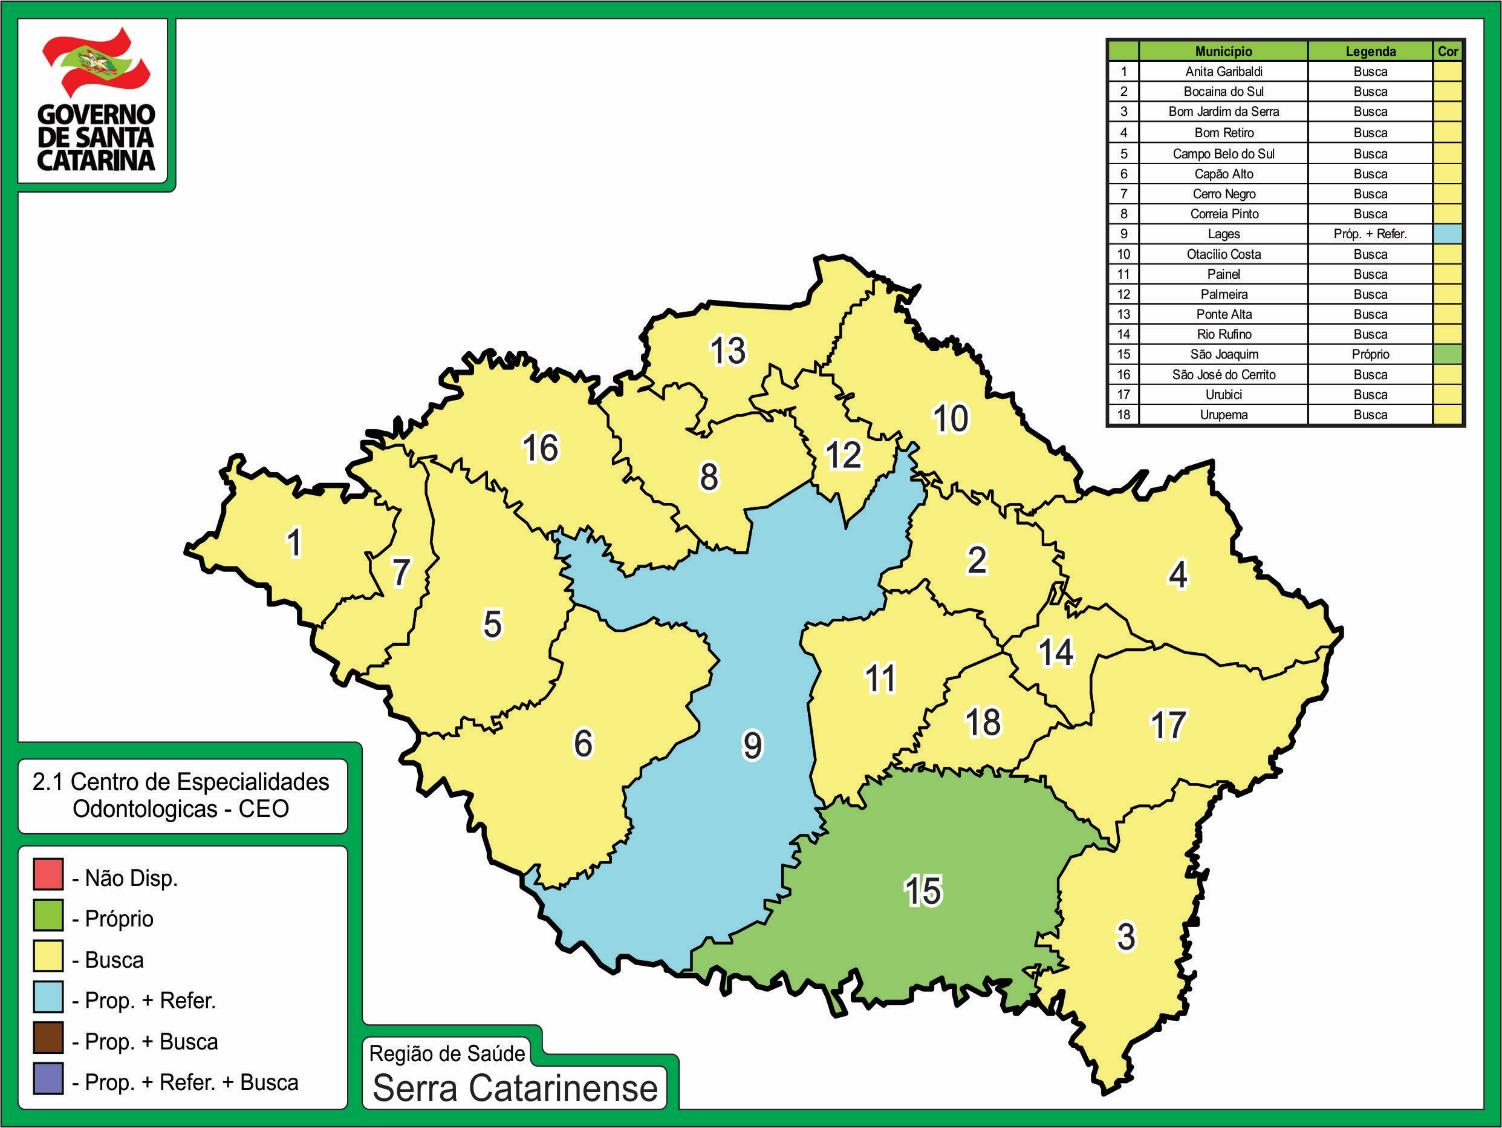 GOVERNO
DE SANTA
CATARINA
Município Legenda Cor
1 Anita Garibaldi Busca
2 Bocaina do Sul Busca
3 Bom Jardim da Serra Busca
4 Bom Retiro Busca
5 Campo Belo do Sul Busca
6 Capão Alto Busca
7 Cerro Negro Busca
8 Correia Pinto Busca
9 Lages Próp. + Refer.
10 Otacílio Costa Busca
11 Painel Busca
12 Palmeira Busca
13 Ponte Alta Busca
14 Rio Rufino Busca
15 São Joaquim Próprio
16 São José do Cerrito Busca
17 Urubici Busca
18 Urupema Busca
13
10
16
12
8
1
2
7
4
5
14
11
18
17
6
9
15
3
2.1 Centro de Especialidades
Odontologicas - CEO
- Não Disp.
- Próprio
- Busca
- Prop. + Refer.
- Prop. + Busca
- Prop. + Refer. + Busca
Região de Saúde
Serra Catarinense